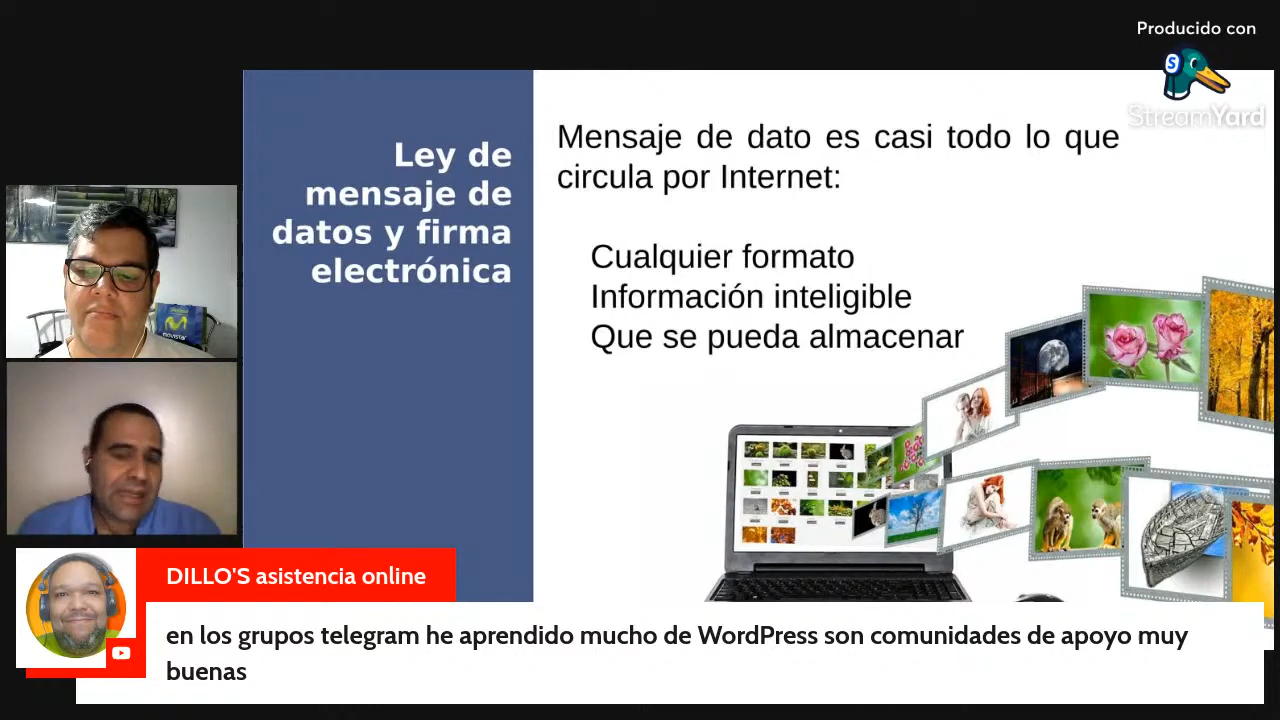 Producido con
StreamYard
Ley de
mensaje de
datos y firma
electrónica
Mensaje de dato es casi todo lo que
circula por Internet:
Cualquier formato
Información inteligible
Que se pueda almacenar
movistar
DILLO'S asistencia online
en los grupos telegram he aprendido mucho de WordPress son comunidades de apoyo muy
buenas